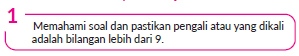 1
Memahami soal dan pastikan pengali atau yang dikali
adalah bilangan lebih dari 9.